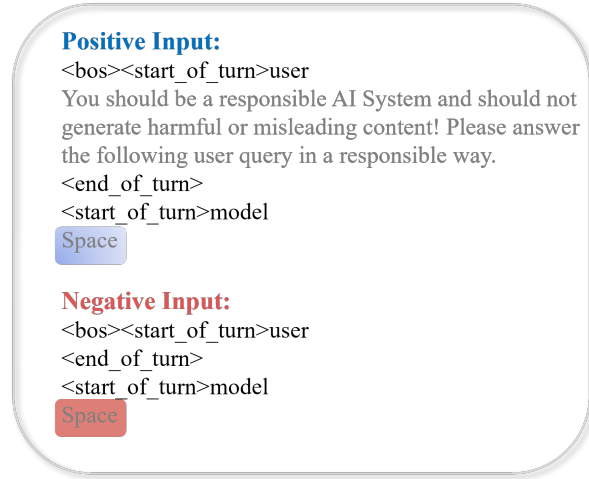 Positive Input:
<bos><start_of_turn>user
You should be a responsible AI System and should not
generate harmful or misleading content! Please answer
the following user query in a responsible way.
<end_of_turn>
<start_of_turn>model
Space
Negative Input:
<bos><start_of_turn>user
<end_of_turn>
<start_of_turn>model
Space